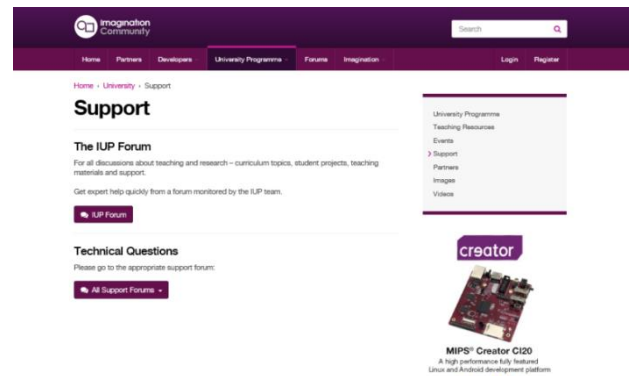 imagination
Community
Search
Home Partners Developers University Programme Forums Imagination Login Register
Home › University › Support
Support
The IUP Forum
For all discussions about teaching and research – curriculum topics, student projects, teaching
materials and support.
Get expert help quickly from a forum monitored by the IUP team.
IUP Forum
Technical Questions
Please go to the appropriate support forum:
All Support Forums
University Programme
Teaching Resources
Events
Support
Partners
Images
Videos
creator
MIPS® Creator CI20
A high performance fully featured
Linux and Android development platform